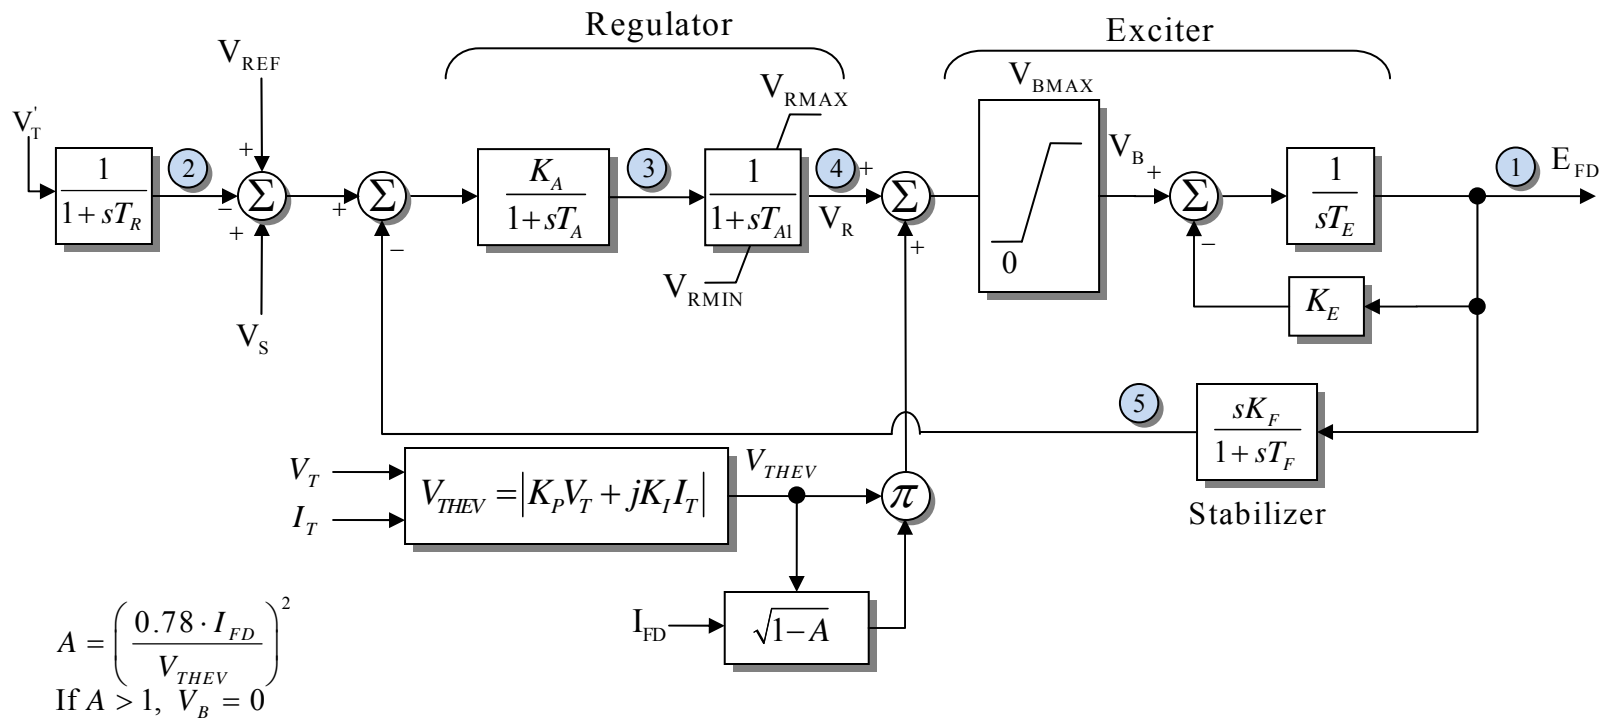 Regulator
Exciter
V_REF
V_BMAX
V_RMAX
V'_T
1
1 + sT_R
2
+
−
+
Σ
V_S
+
−
Σ
K_A
1 + sT_A
3
1
1 + sT_A1
V_RMIN
4
V_R
+
+
Σ
0
V_B
+
−
Σ
1
sT_E
1
E_FD
K_E
5
sK_F
1 + sT_F
Stabilizer
V_T
I_T
V_THEV = |K_P V_T + jK_I I_T|
V_THEV
π
I_FD
√(1 − A)
A = (0.78 · I_FD / V_THEV)²
If A > 1, V_B = 0